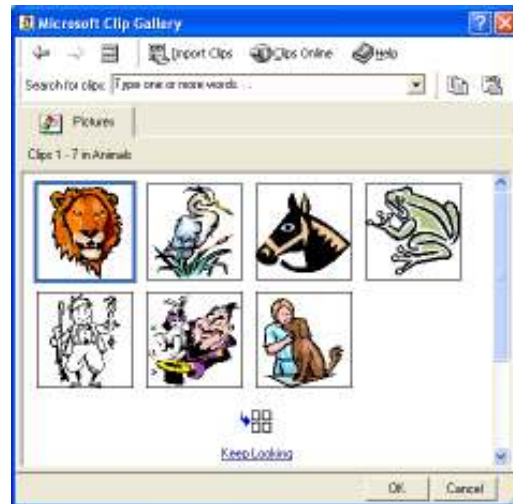 Microsoft Clip Gallery
Import Clips Clips Online Help
Search for clips: Type one or more words. . .
Pictures
Clips 1 - 7 in Animals
Keep Looking
OK Cancel